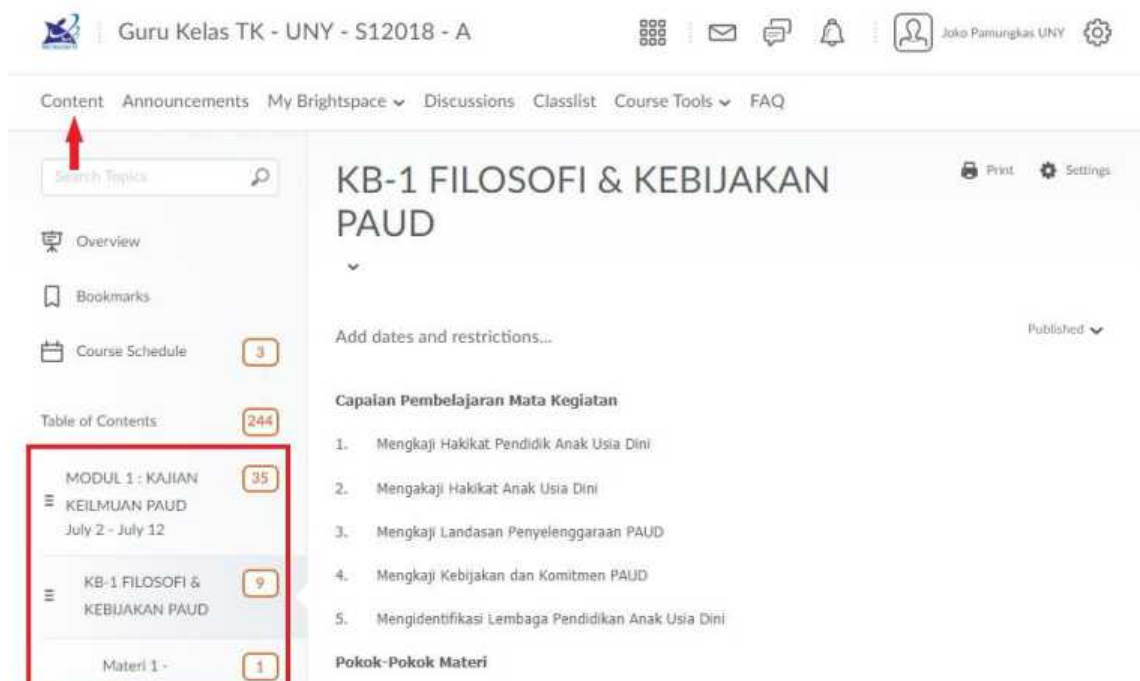 Guru Kelas TK - UNY - S12018 - A
Joko Pamungkas UNY
Content Announcements My Brightspace Discussions Classlist Course Tools FAQ
Search Topics
Overview
Bookmarks
Course Schedule 3
Table of Contents 244
MODUL 1 : KAJIAN 35
KEILMUAN PAUD
July 2 - July 12
KB-1 FILOSOFI & 9
KEBIJAKAN PAUD
Materi 1 - 1
KB-1 FILOSOFI & KEBIJAKAN
PAUD
Print Settings
Add dates and restrictions...
Published
Capaian Pembelajaran Mata Kegiatan
1. Mengkaji Hakikat Pendidik Anak Usia Dini
2. Mengakaji Hakikat Anak Usia Dini
3. Mengkaji Landasan Penyelenggaraan PAUD
4. Mengkaji Kebijakan dan Komitmen PAUD
5. Mengidentifikasi Lembaga Pendidikan Anak Usia Dini
Pokok-Pokok Materi